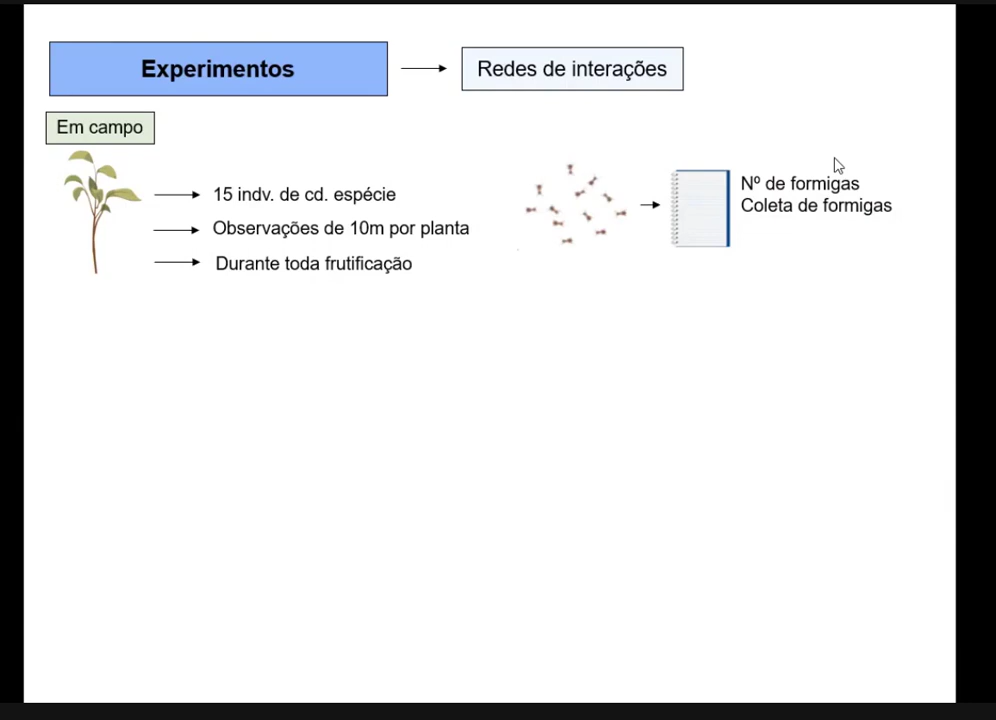 Experimentos
Redes de interações
Em campo
15 indv. de cd. espécie
Observações de 10m por planta
Durante toda frutificação
Nº de formigas
Coleta de formigas